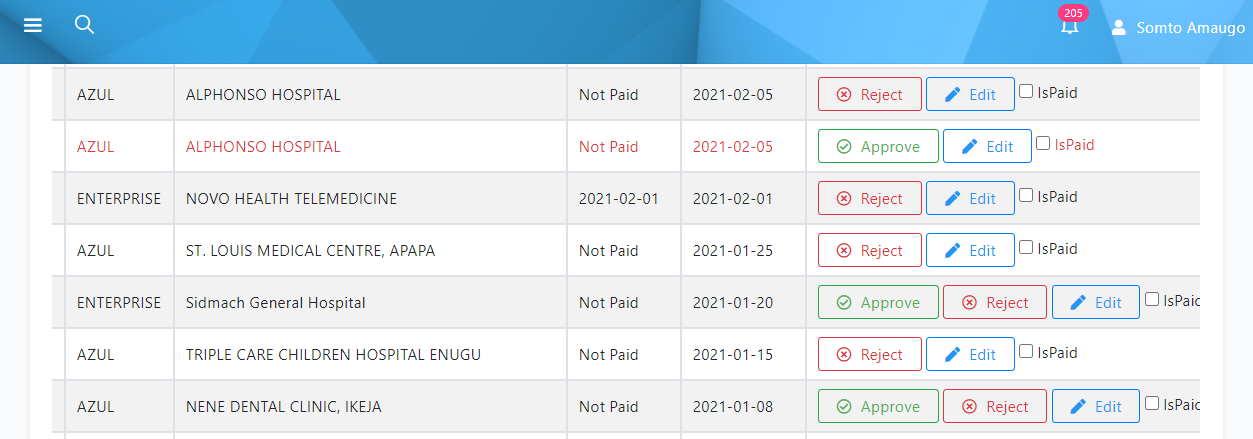 205
Somto Amaugo
AZUL ALPHONSO HOSPITAL Not Paid 2021-02-05 Reject Edit IsPaid
AZUL ALPHONSO HOSPITAL Not Paid 2021-02-05 Approve Edit IsPaid
ENTERPRISE NOVO HEALTH TELEMEDICINE 2021-02-01 2021-02-01 Reject Edit IsPaid
AZUL ST. LOUIS MEDICAL CENTRE, APAPA Not Paid 2021-01-25 Reject Edit IsPaid
ENTERPRISE Sidmach General Hospital Not Paid 2021-01-20 Approve Reject Edit IsPaid
AZUL TRIPLE CARE CHILDREN HOSPITAL ENUGU Not Paid 2021-01-15 Reject Edit IsPaid
AZUL NENE DENTAL CLINIC, IKEJA Not Paid 2021-01-08 Approve Reject Edit IsPaid